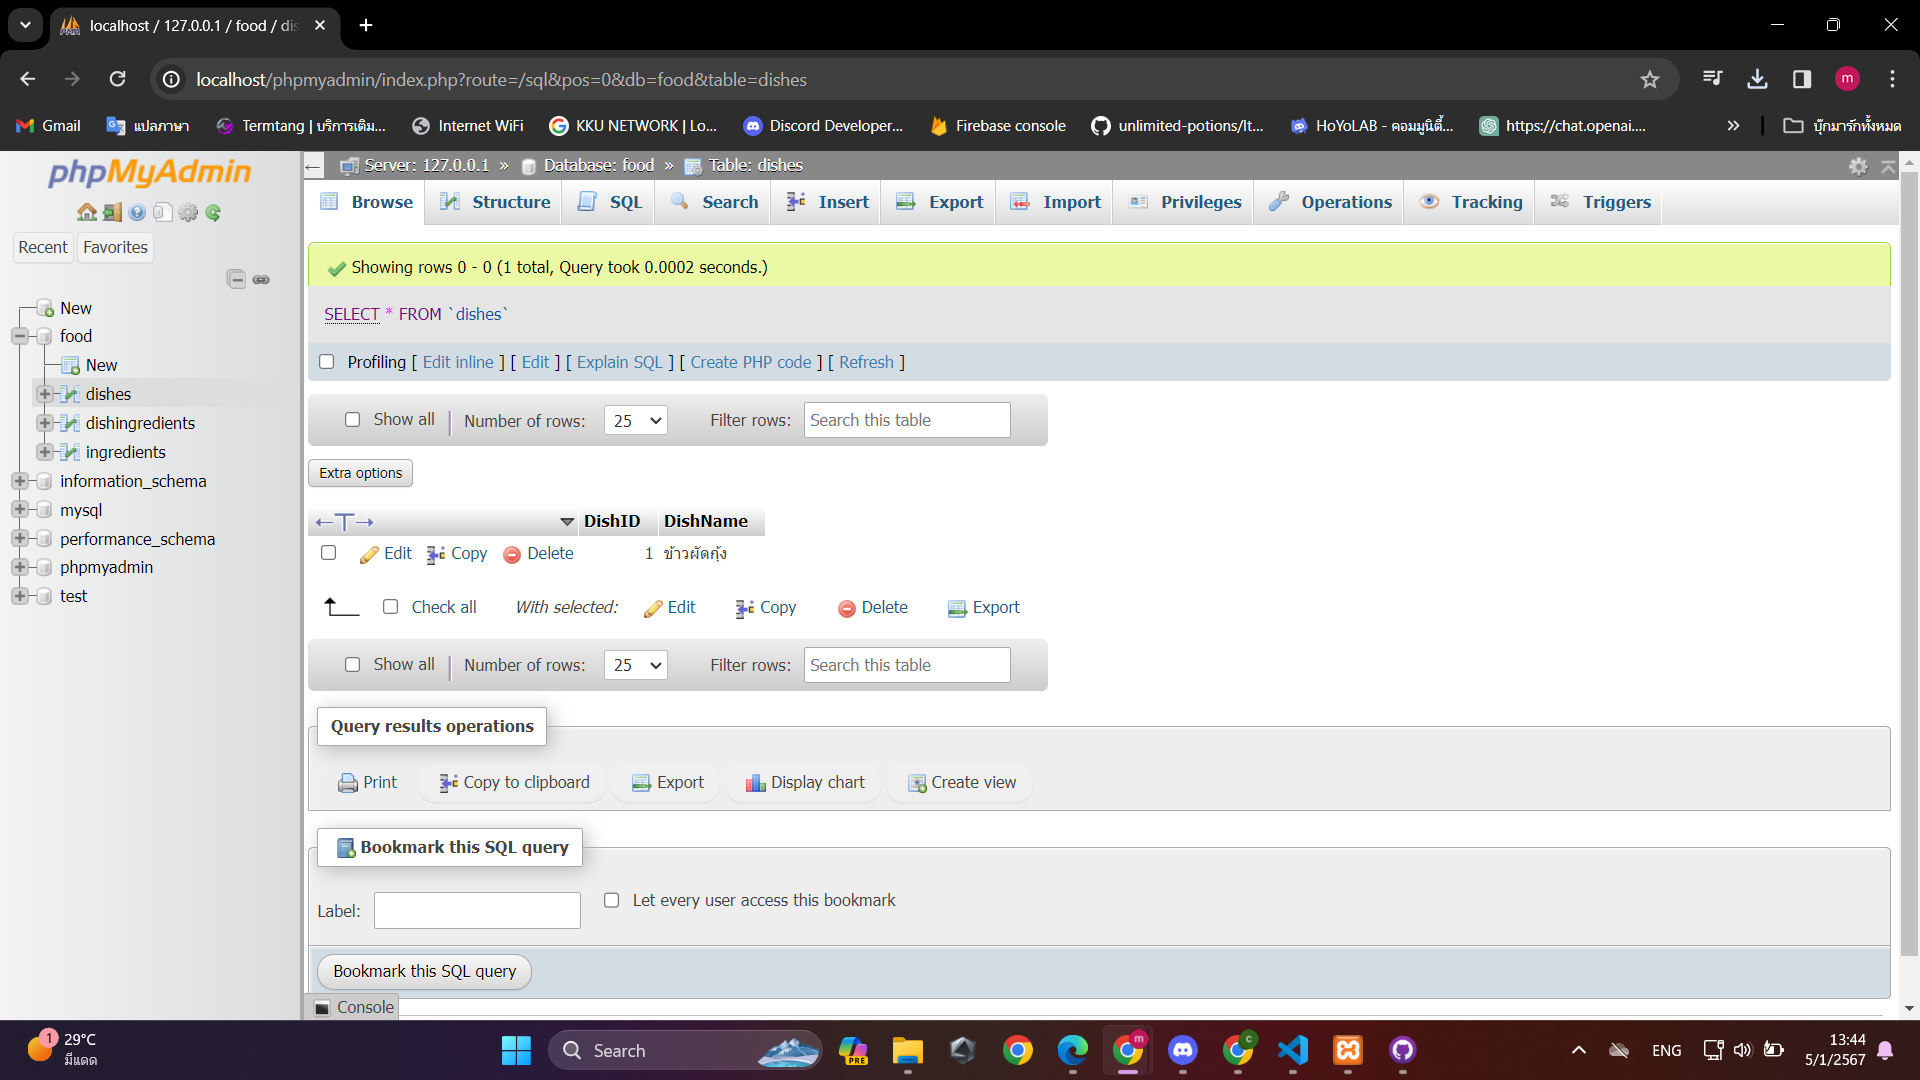 localhost / 127.0.0.1 / food / dis
localhost/phpmyadmin/index.php?route=/sql&pos=0&db=food&table=dishes
Gmail
แปลภาษา
Termtang | บริการเติม...
Internet WiFi
KKU NETWORK | Lo...
Discord Developer...
Firebase console
unlimited-potions/It...
HoYoLAB - คอมมูนิตี้...
https://chat.openai....
บุ๊กมาร์กทั้งหมด
m
phpMyAdmin
Recent
Favorites
New
food
New
dishes
dishingredients
ingredients
information_schema
mysql
performance_schema
phpmyadmin
test
Server: 127.0.0.1 » Database: food » Table: dishes
Browse
Structure
SQL
Search
Insert
Export
Import
Privileges
Operations
Tracking
Triggers
Showing rows 0 - 0 (1 total, Query took 0.0002 seconds.)
SELECT * FROM `dishes`
Profiling [ Edit inline ] [ Edit ] [ Explain SQL ] [ Create PHP code ] [ Refresh ]
Show all
Number of rows:
25
Filter rows:
Search this table
Extra options
DishID
DishName
Edit
Copy
Delete
1
ข้าวผัดกุ้ง
Check all
With selected:
Edit
Copy
Delete
Export
Show all
Number of rows:
25
Filter rows:
Search this table
Query results operations
Print
Copy to clipboard
Export
Display chart
Create view
Bookmark this SQL query
Label:
Let every user access this bookmark
Bookmark this SQL query
Console
1
29°C
มีแดด
Search
PRE
m
c
ENG
13:44
5/1/2567